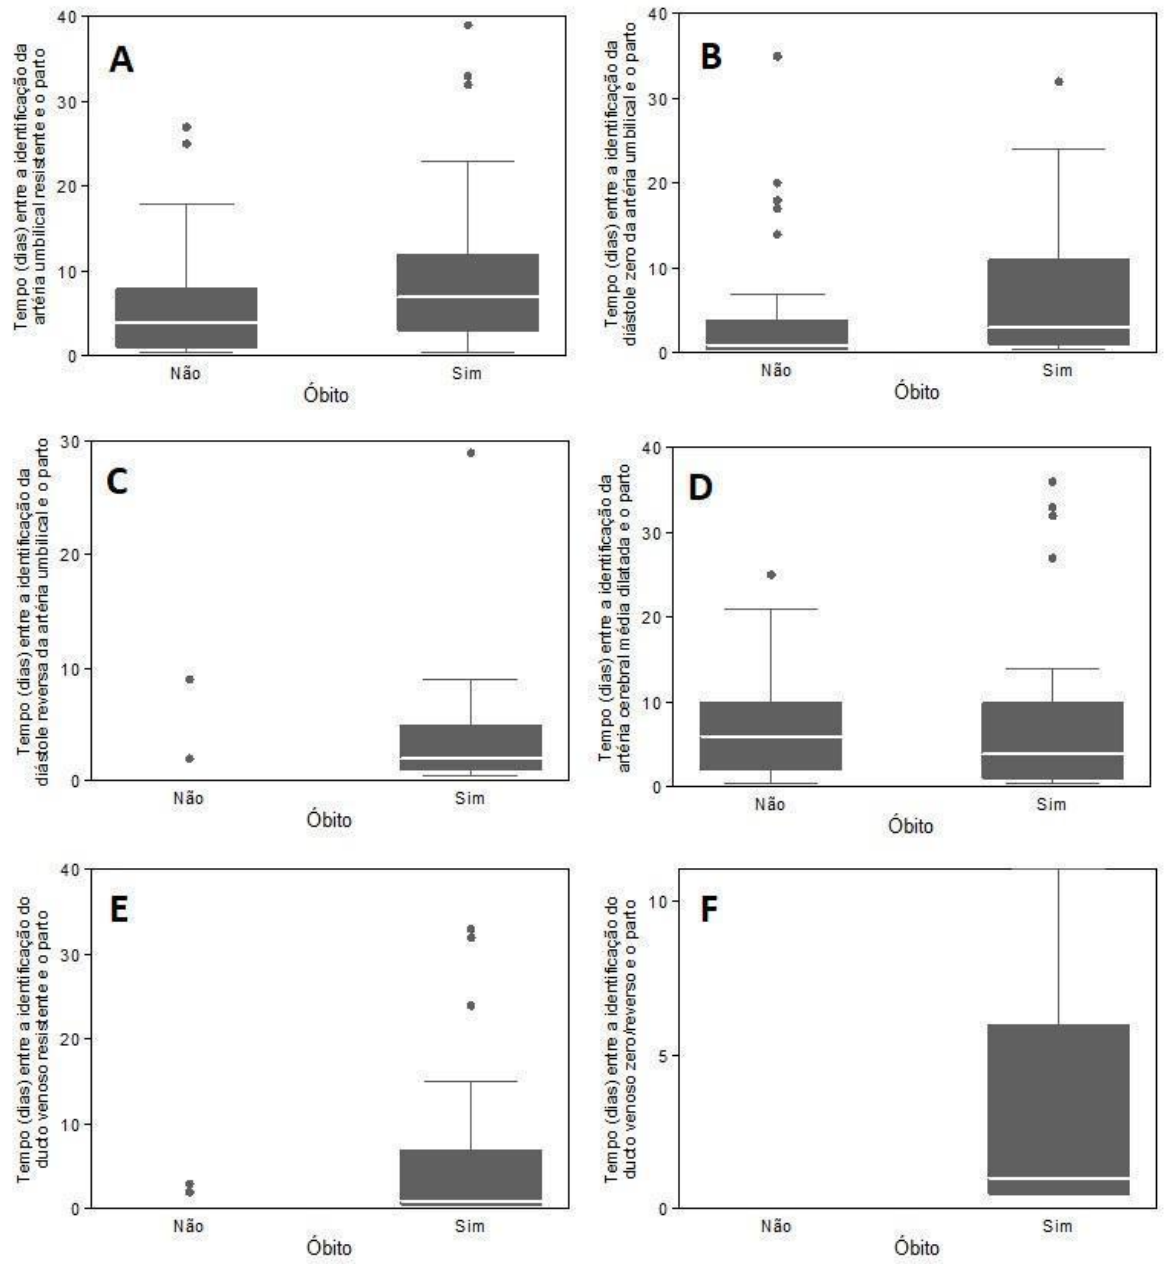 Tempo (dias) entre a identificação da
artéria umbilical resistente e o parto
A
40
30
20
10
0
Não
Sim
Óbito
Tempo (dias) entre a identificação da
diástole zero da artéria umbilical e o parto
B
40
30
20
10
0
Não
Sim
Óbito
Tempo (dias) entre a identificação da
diástole reversa da artéria umbilical e o parto
C
30
20
10
0
Não
Sim
Óbito
Tempo (dias) entre a identificação da
artéria cerebral média dilatada e o parto
D
40
30
20
10
0
Não
Sim
Óbito
Tempo (dias) entre a identificação do
ducto venoso resistente e o parto
E
40
30
20
10
0
Não
Sim
Óbito
Tempo (dias) entre a identificação do
ducto venoso zero/reverso e o parto
F
10
5
0
Não
Sim
Óbito